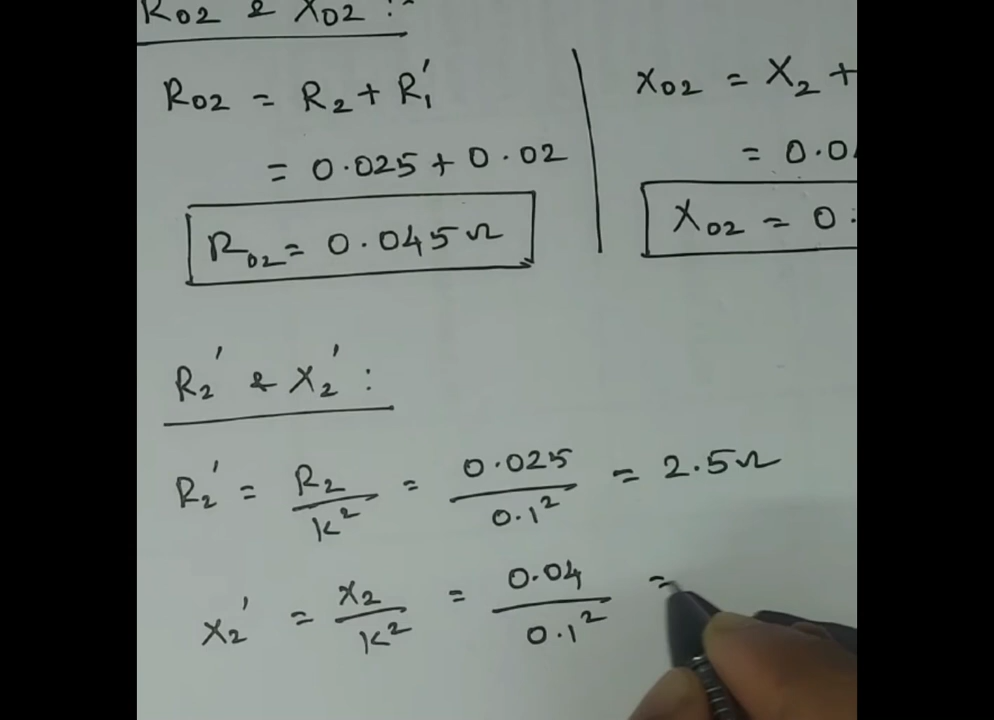 R02 & X02 :-
R02 = R2 + R1'
= 0.025 + 0.02
R02 = 0.045 Ω
X02 = X2 +
= 0.0
X02 = 0.
R2' & X2' :
R2' = R2/K² = 0.025/0.1² = 2.5 Ω
X2' = X2/K² = 0.04/0.1² =